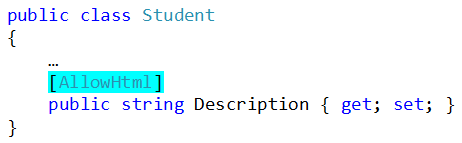 public class Student
{
…
[AllowHtml]
public string Description { get; set; }
}